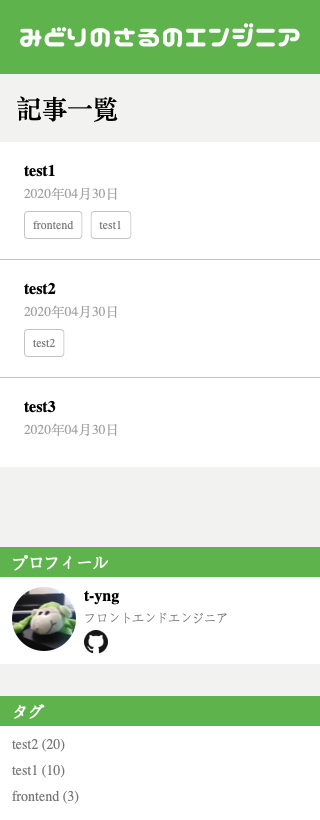 みどりのさるのエンジニア
記事一覧
test1
2020年04月30日
frontend test1
test2
2020年04月30日
test2
test3
2020年04月30日
プロフィール
t-yng
フロントエンドエンジニア
タグ
test2 (20)
test1 (10)
frontend (3)